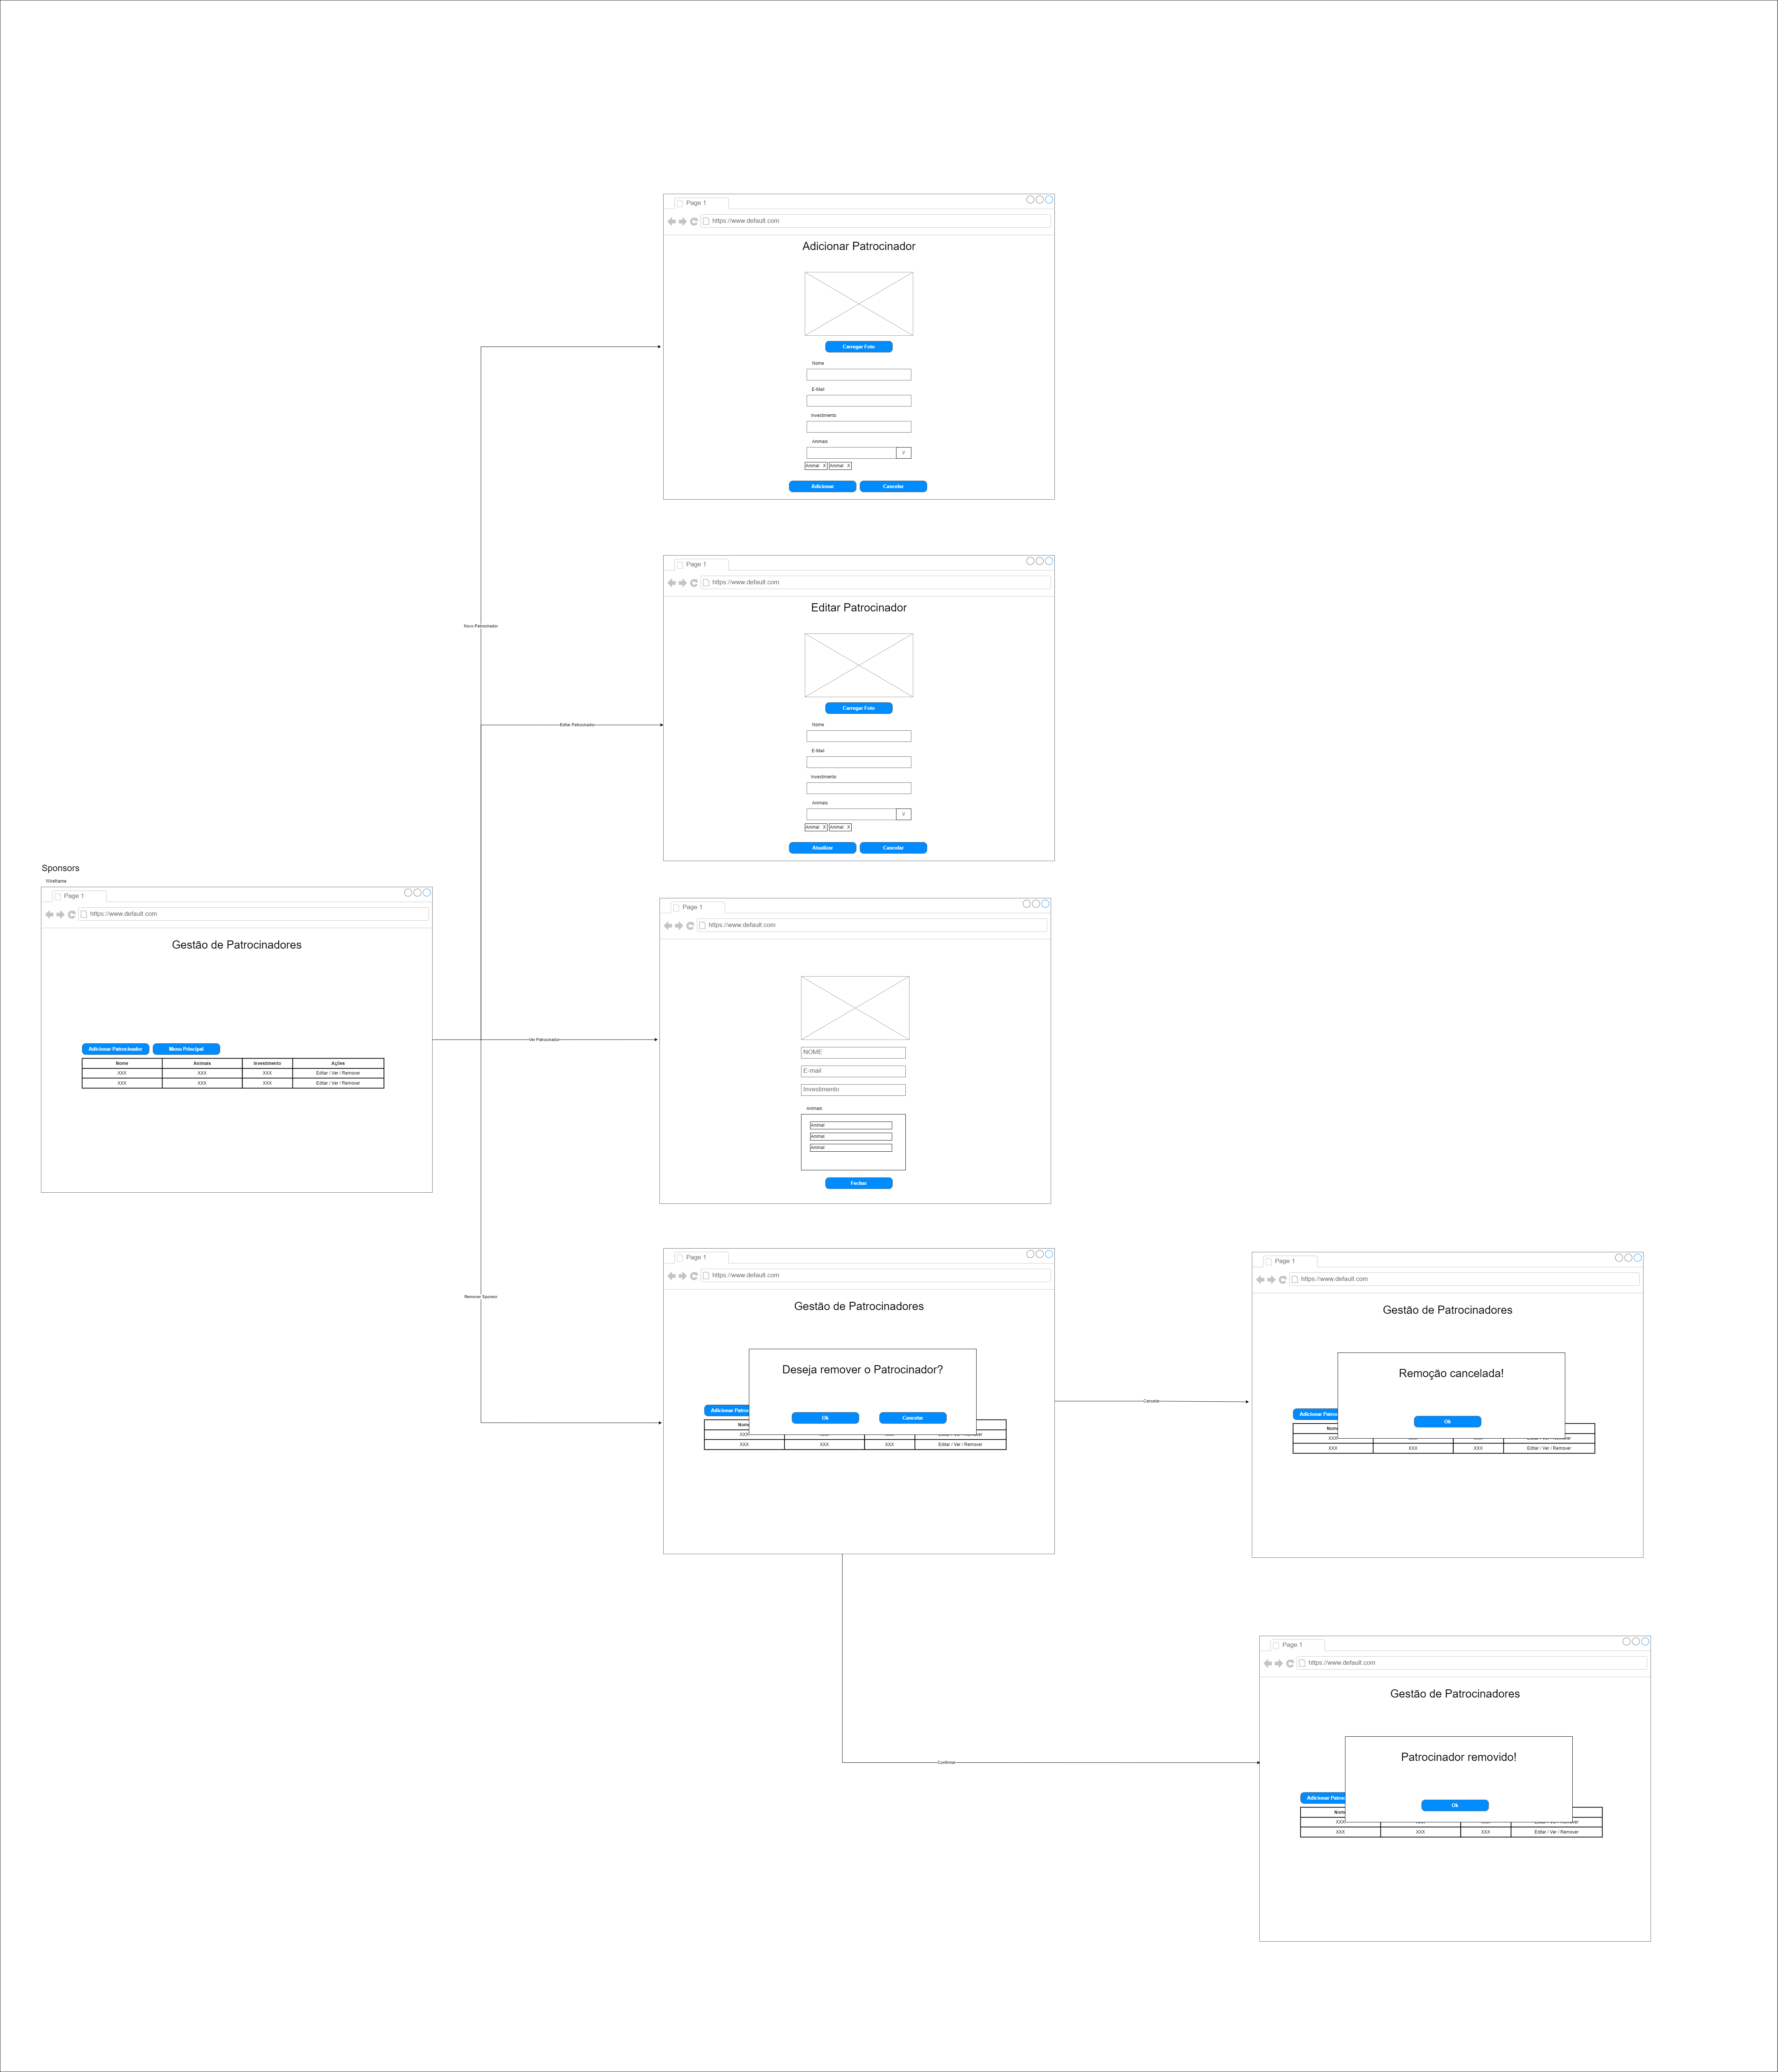 Page 1
https://www.default.com
Adicionar Patrocinador
Carregar Foto
Nome
E-Mail
Investimento
Animais
V
Animal X Animal X
Adicionar Cancelar
Page 1
https://www.default.com
Editar Patrocinador
Novo Patrocinador
Carregar Foto
Editar Patrocinador
Nome
E-Mail
Investimento
Animais
V
Animal X Animal X
Atualizar Cancelar
Sponsors
Wireframe
Page 1
https://www.default.com
Gestão de Patrocinadores
Adicionar Patrocinador Menu Principal
Nome Animais Investimento Ações
XXX XXX XXX Editar / Ver / Remover
XXX XXX XXX Editar / Ver / Remover
Ver Patrocinador
Page 1
https://www.default.com
NOME
E-mail
Investimento
Animais
Animal
Animal
Animal
Fechar
Remover Sponsor
Page 1
https://www.default.com
Gestão de Patrocinadores
Deseja remover o Patrocinador?
Ok Cancelar
Adicionar Patroc
Nom
XXX XXX XXX Editar / Ver / Remover
XXX XXX XXX Editar / Ver / Remover
Cancelar
Page 1
https://www.default.com
Gestão de Patrocinadores
Remoção cancelada!
Ok
Adicionar Patroc
Nom
XXX XXX XXX Editar / Ver / Remover
XXX XXX XXX Editar / Ver / Remover
Confirmar
Page 1
https://www.default.com
Gestão de Patrocinadores
Patrocinador removido!
Ok
Adicionar Patroc
Nom
XXX XXX XXX Editar / Ver / Remover
XXX XXX XXX Editar / Ver / Remover